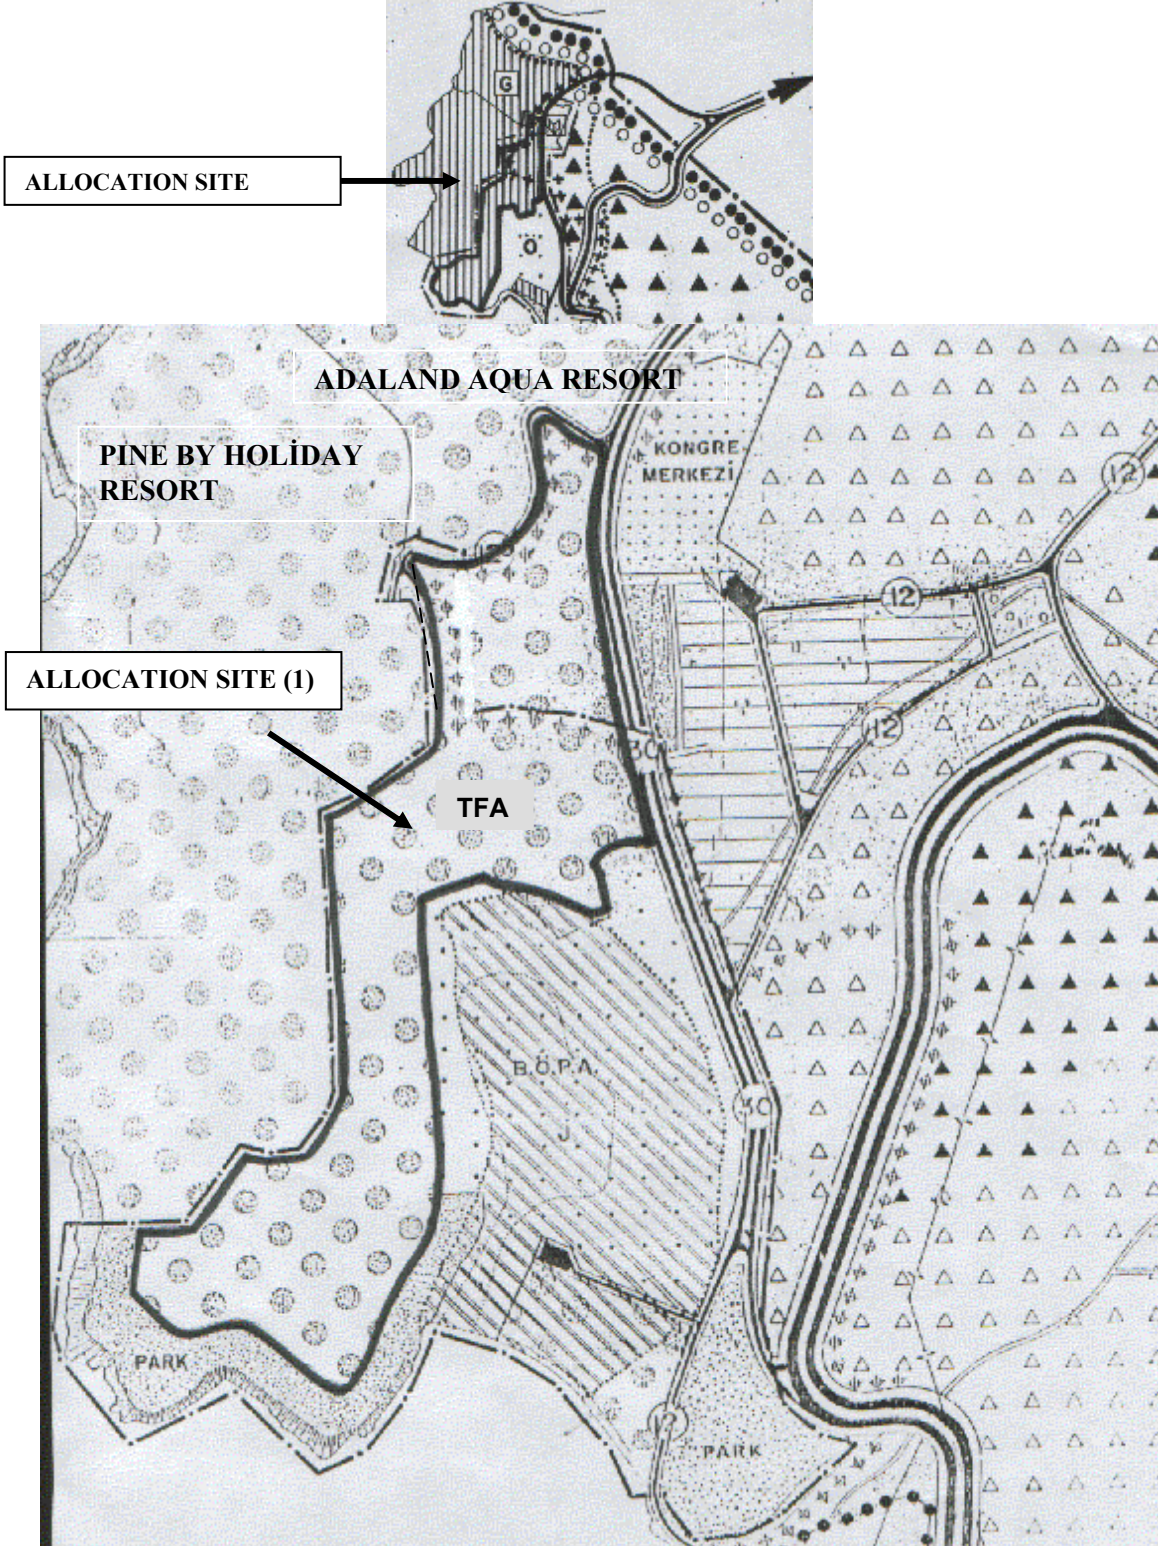 G
M
ALLOCATION SITE
O
ADALAND AQUA RESORT
PINE BY HOLİDAY
RESORT
KONGRE
MERKEZİ
12
12
ALLOCATION SITE (1)
12
30
TFA
B.Ö.P.A.
J
30
PARK
12
PARK